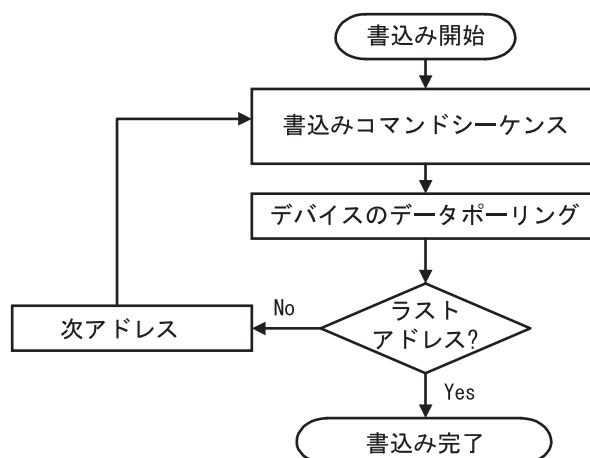 書込み開始
書込みコマンドシーケンス
デバイスのデータポーリング
ラスト
アドレス?
No
次アドレス
Yes
書込み完了